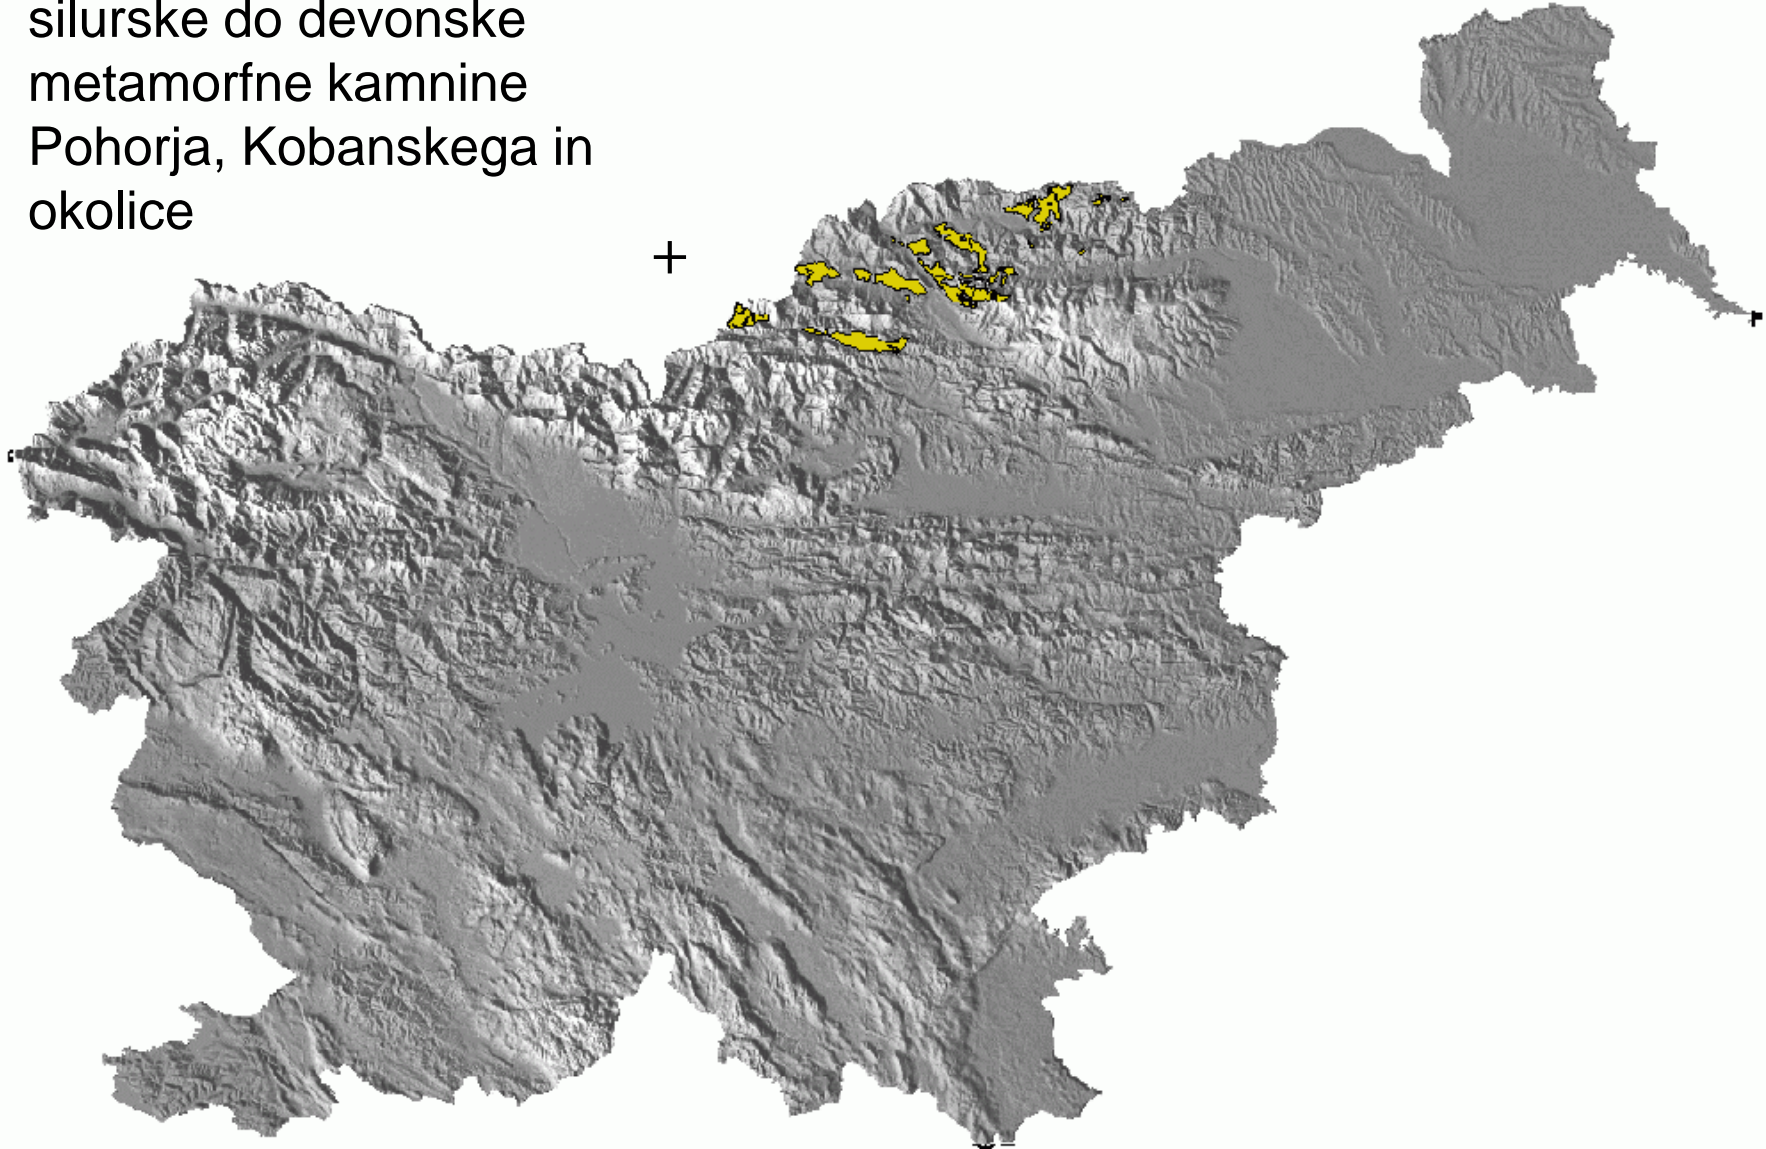 silurske do devonske
metamorfne kamnine
Pohorja, Kobanskega in
okolice